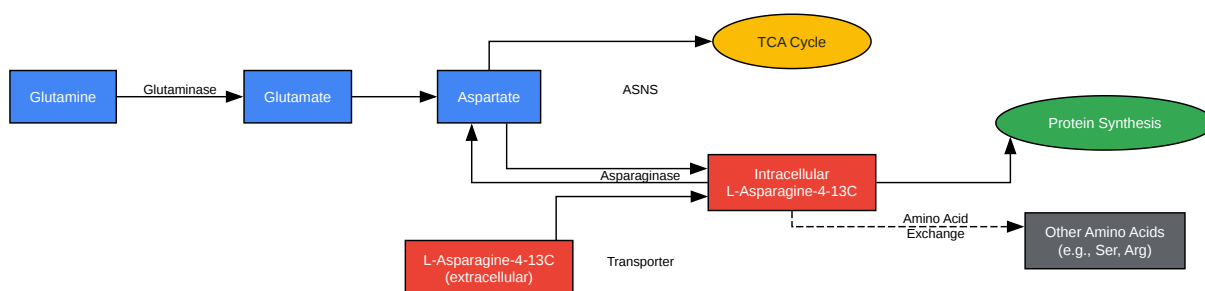 TCA Cycle
Glutamine
Glutaminase
Glutamate
Aspartate
ASNS
Protein Synthesis
Asparaginase
Intracellular
L-Asparagine-4-13C
Amino Acid
Exchange
Other Amino Acids
(e.g., Ser, Arg)
L-Asparagine-4-13C
(extracellular)
Transporter